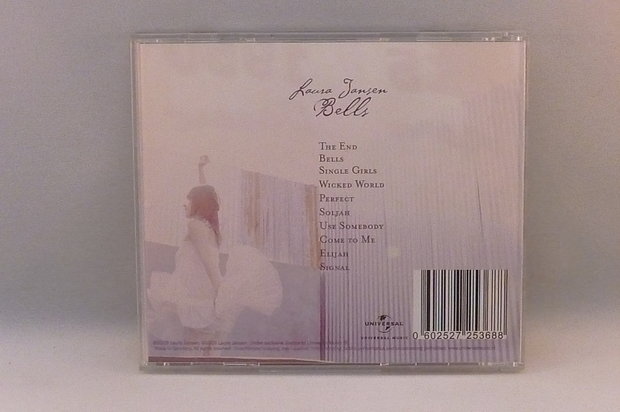 Laura Jansen
Bells
The End
Bells
Single Girls
Wicked World
Perfect
Soljah
Use Somebody
Come to Me
Elijah
Signal
UNIVERSAL
UNIVERSAL MUSIC
0 602527 253688